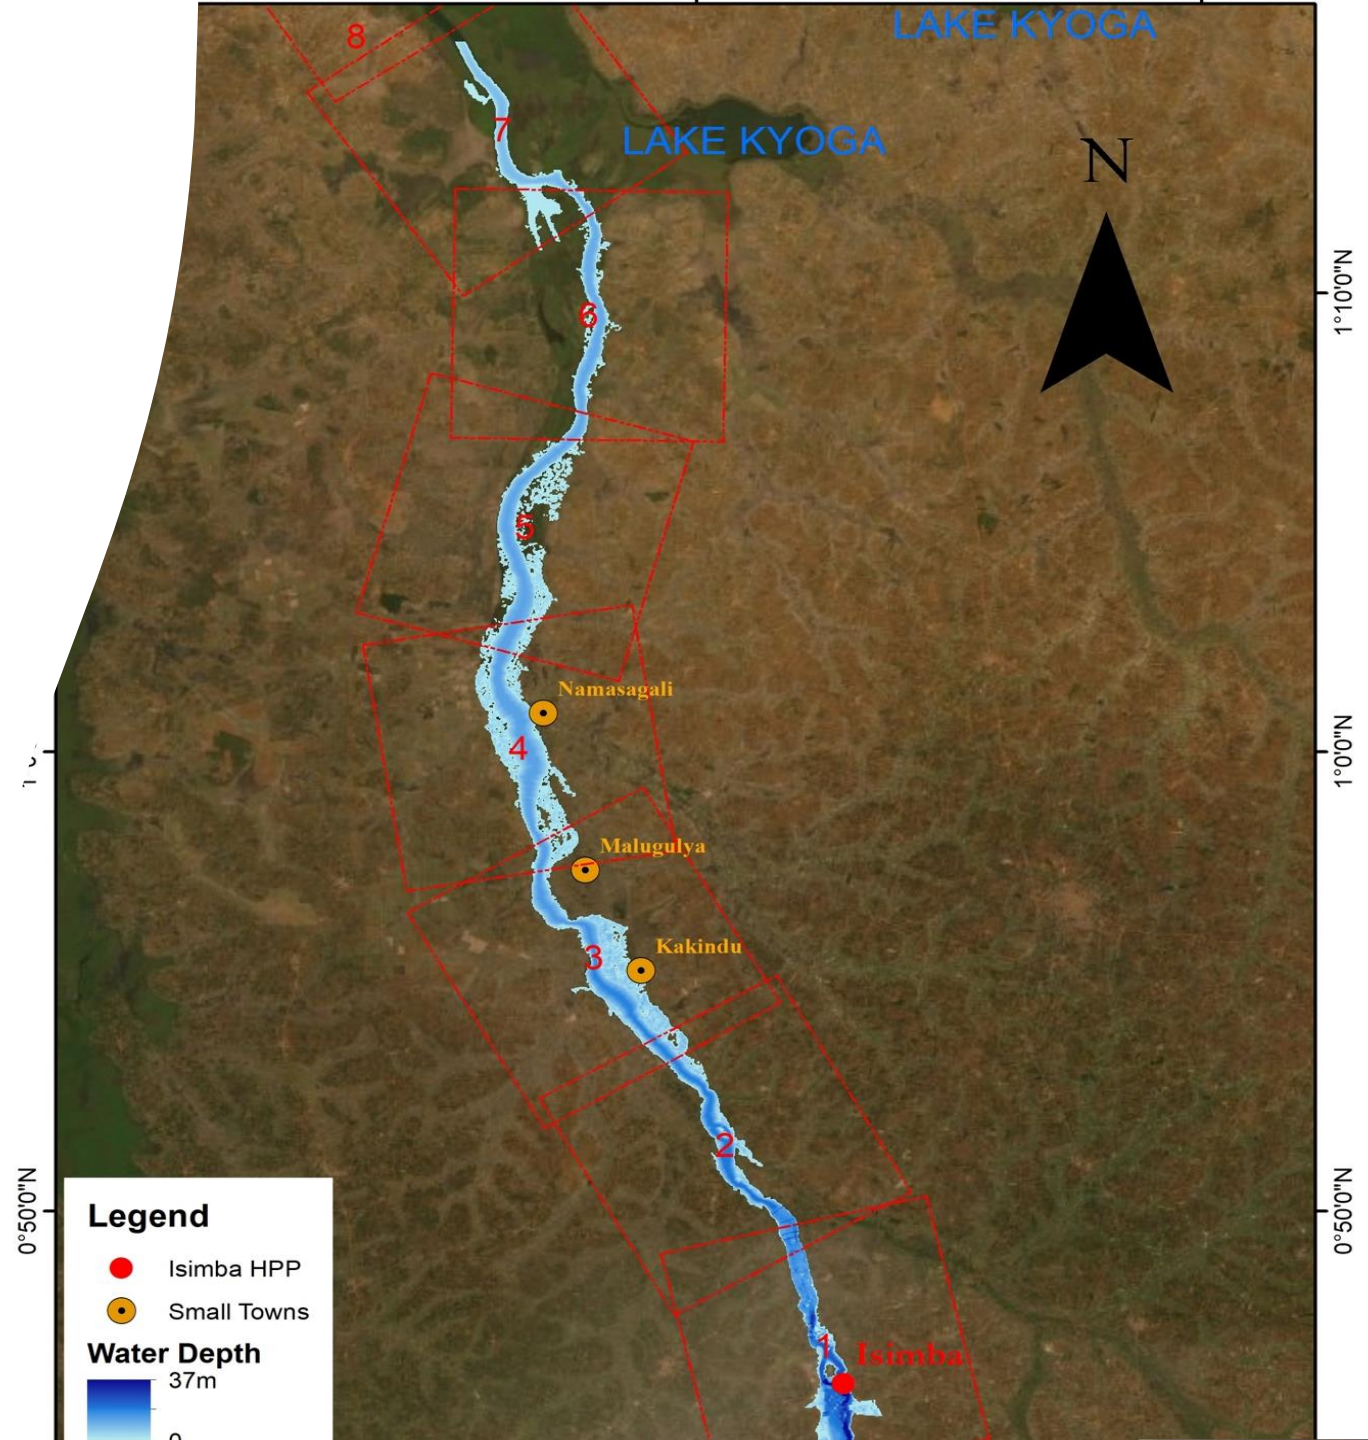 8
LAKE KYOGA
7
LAKE KYOGA
N
1°10'0"N
6
5
Namasagali
4
1°0'0"N
Malugulya
3
Kakindu
2
0°50'0"N
0°50'0"N
Legend
Isimba HPP
Small Towns
Water Depth
37m
1
Isimba